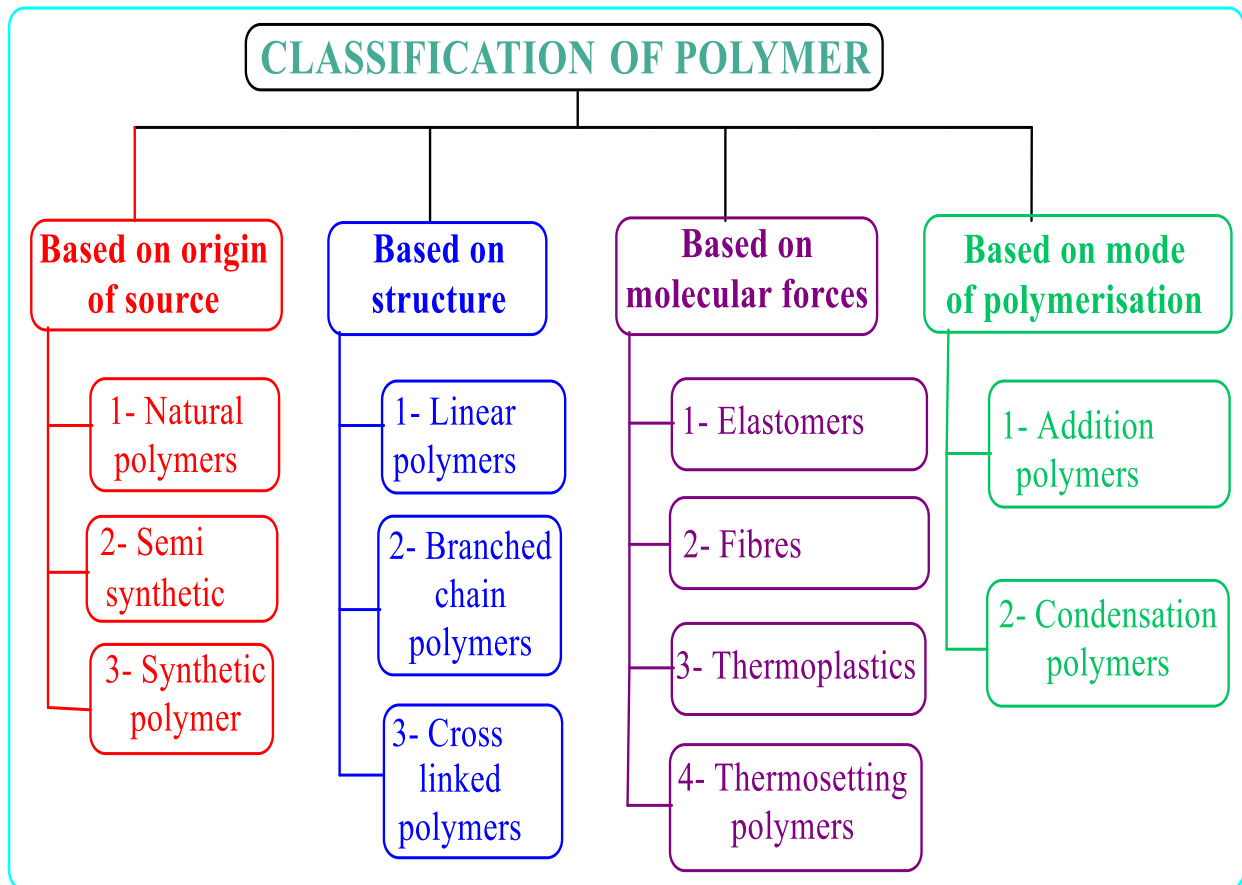 CLASSIFICATION OF POLYMER
Based on origin
of source
1- Natural
polymers
2- Semi
synthetic
3- Synthetic
polymer
Based on
structure
1- Linear
polymers
2- Branched
chain
polymers
3- Cross
linked
polymers
Based on
molecular forces
1- Elastomers
2- Fibres
3- Thermoplastics
4- Thermosetting
polymers
Based on mode
of polymerisation
1- Addition
polymers
2- Condensation
polymers